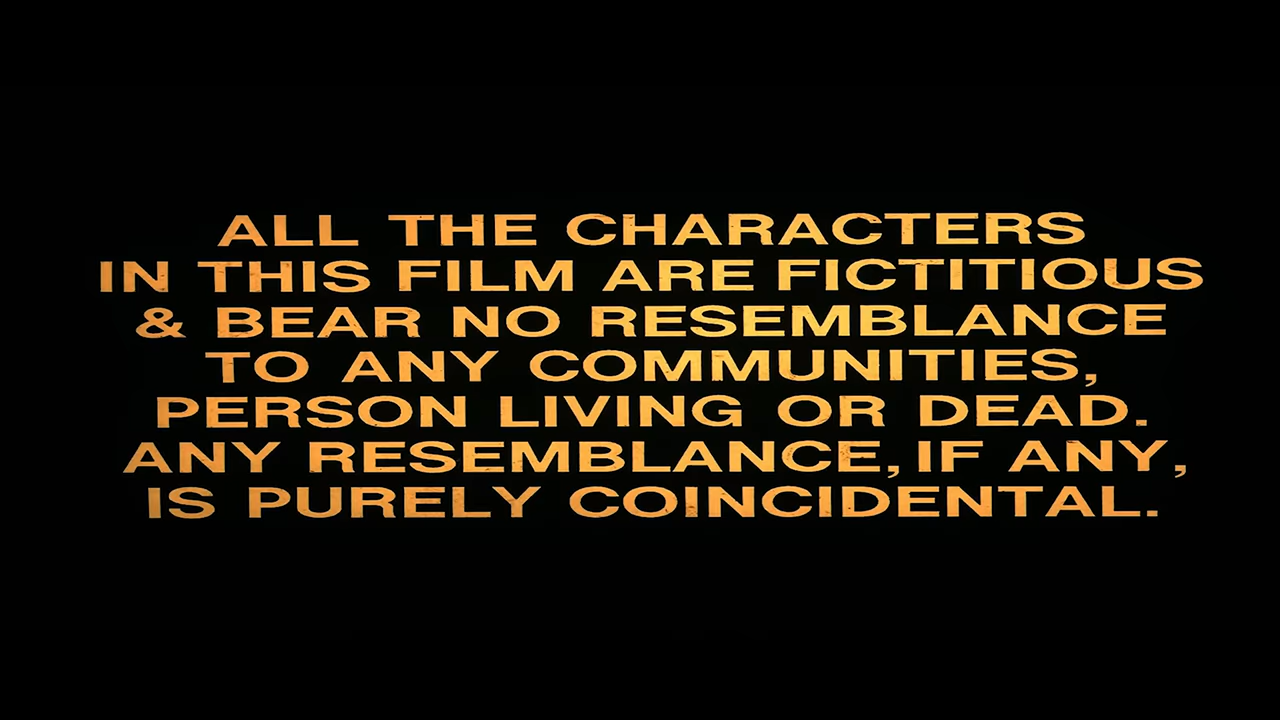 ALL THE CHARACTERS
IN THIS FILM ARE FICTITIOUS
& BEAR NO RESEMBLANCE
TO ANY COMMUNITIES,
PERSON LIVING OR DEAD.
ANY RESEMBLANCE, IF ANY,
IS PURELY COINCIDENTAL.